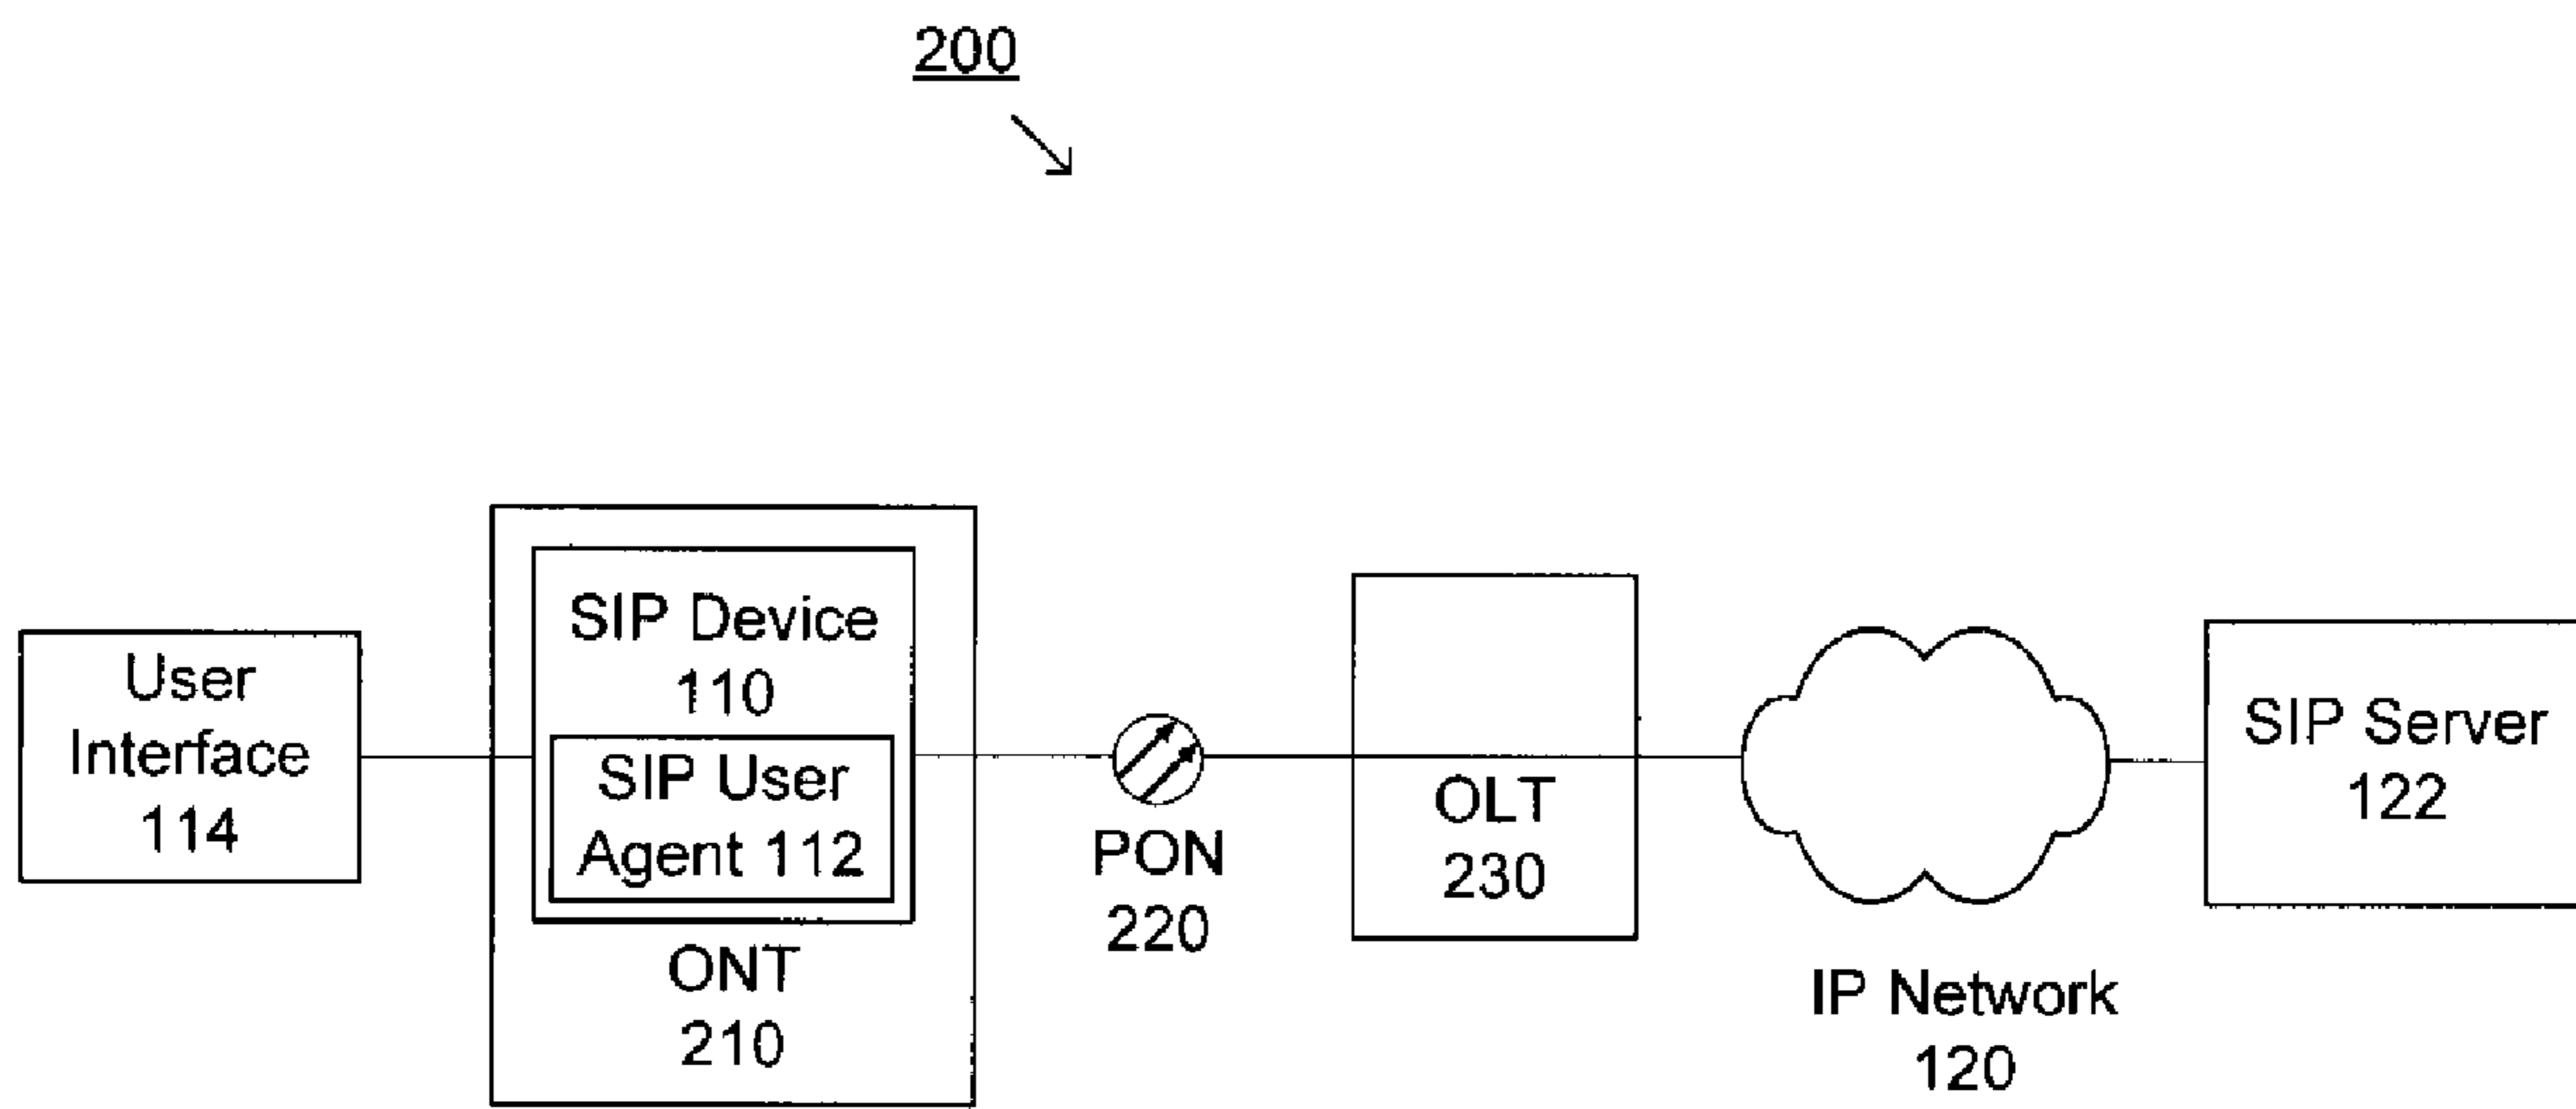 200
User
Interface
114
SIP Device
110
SIP User
Agent 112
ONT
210
PON
220
OLT
230
IP Network
120
SIP Server
122